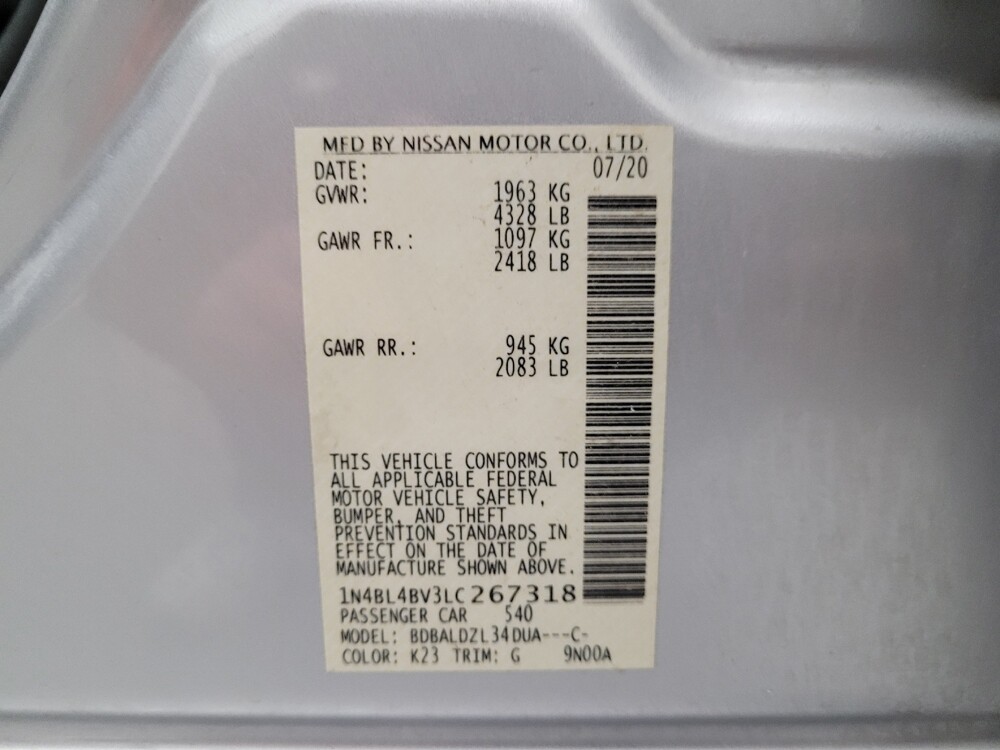 MFD BY NISSAN MOTOR CO., LTD.
DATE: 07/20
GVWR: 1963 KG
4328 LB
GAWR FR.: 1097 KG
2418 LB
GAWR RR.: 945 KG
2083 LB
THIS VEHICLE CONFORMS TO
ALL APPLICABLE FEDERAL
MOTOR VEHICLE SAFETY,
BUMPER, AND THEFT
PREVENTION STANDARDS IN
EFFECT ON THE DATE OF
MANUFACTURE SHOWN ABOVE.
1N4BL4BV3LC267318
PASSENGER CAR 540
MODEL: BDBALDZL34DUA---C-
COLOR: K23 TRIM: G 9N00A